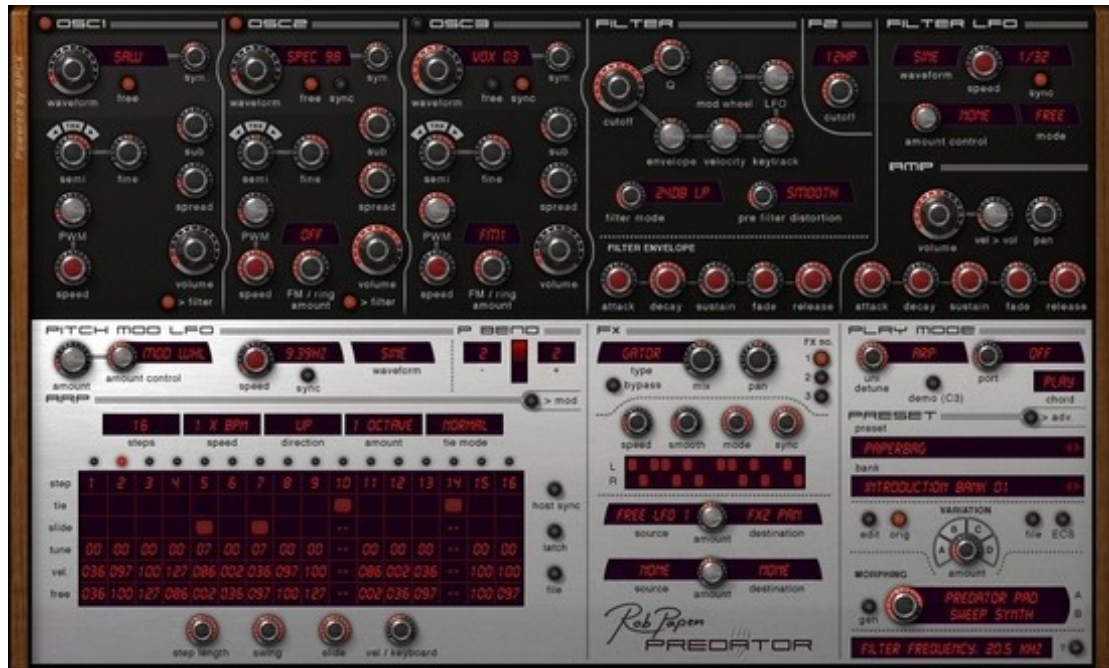 Powered by RPCX
OSC1
SAW
waveform
free
sym.
TRK
semi
fine
sub
spread
PWM
speed
volume
> filter
OSC2
SPEC 98
free sync
sym.
TRK
semi
fine
sub
spread
PWM
OFF
speed
FM / ring amount
volume
> filter
OSC3
VOX 03
waveform
free sync
sym.
TRK
semi
fine
sub
spread
PWM
FM1
speed
FM / ring amount
volume
FILTER
cutoff
Q
mod wheel
LFO
envelope velocity keytrack
24DB LP
filter mode
SMOOTH
pre filter distortion
FILTER ENVELOPE
attack decay sustain fade release
F2
12HP
cutoff
FILTER LFO
SINE
waveform
speed
1/32
sync
NONE
amount control
FREE
mode
AMP
volume
vel > vol
pan
attack decay sustain fade release
PITCH MOD LFO
amount
MOD WHL
amount control
speed
9.39HZ
sync
SINE
waveform
P BEND
2 2
- +
ARP
> mod
16 1 X BPM UP 1 OCTAVE NORMAL
steps speed direction amount tie mode
step 1 2 3 4 5 6 7 8 9 10 11 12 13 14 15 16
tie
slide -- --
tune 00 00 00 00 07 00 07 00 00 -- 00 00 00 -- 00 00
vel. 036 097 100 127 086 002 036 097 100 -- 086 002 036 -- 100 100
free 036 100 127 086 002 036 097 100 100 -- 002 036 097 -- 100 097
host sync
latch
file
step length swing slide vel / keyboard
FX
GATOR
type
bypass
mix
pan
FX no.
1
2
3
speed smooth mode sync
L
R
FREE LFO 1 FX2 PAN
source amount destination
NONE NONE
source amount destination
Rob Papen
PREDATOR
PLAY MODE
ARP
uni detune
OFF
port
demo (C3)
PLAY
chord
PRESET
> adv.
preset
PAPERBAG
bank
INTRODUCTION BANK 01
VARIATION
edit orig
A B C D
amount
file ECS
MORPHING
gen
PREDATOR PAD A
SHEEP SYNTH B
FILTER FREQUENCY: 20.5 KHZ ?